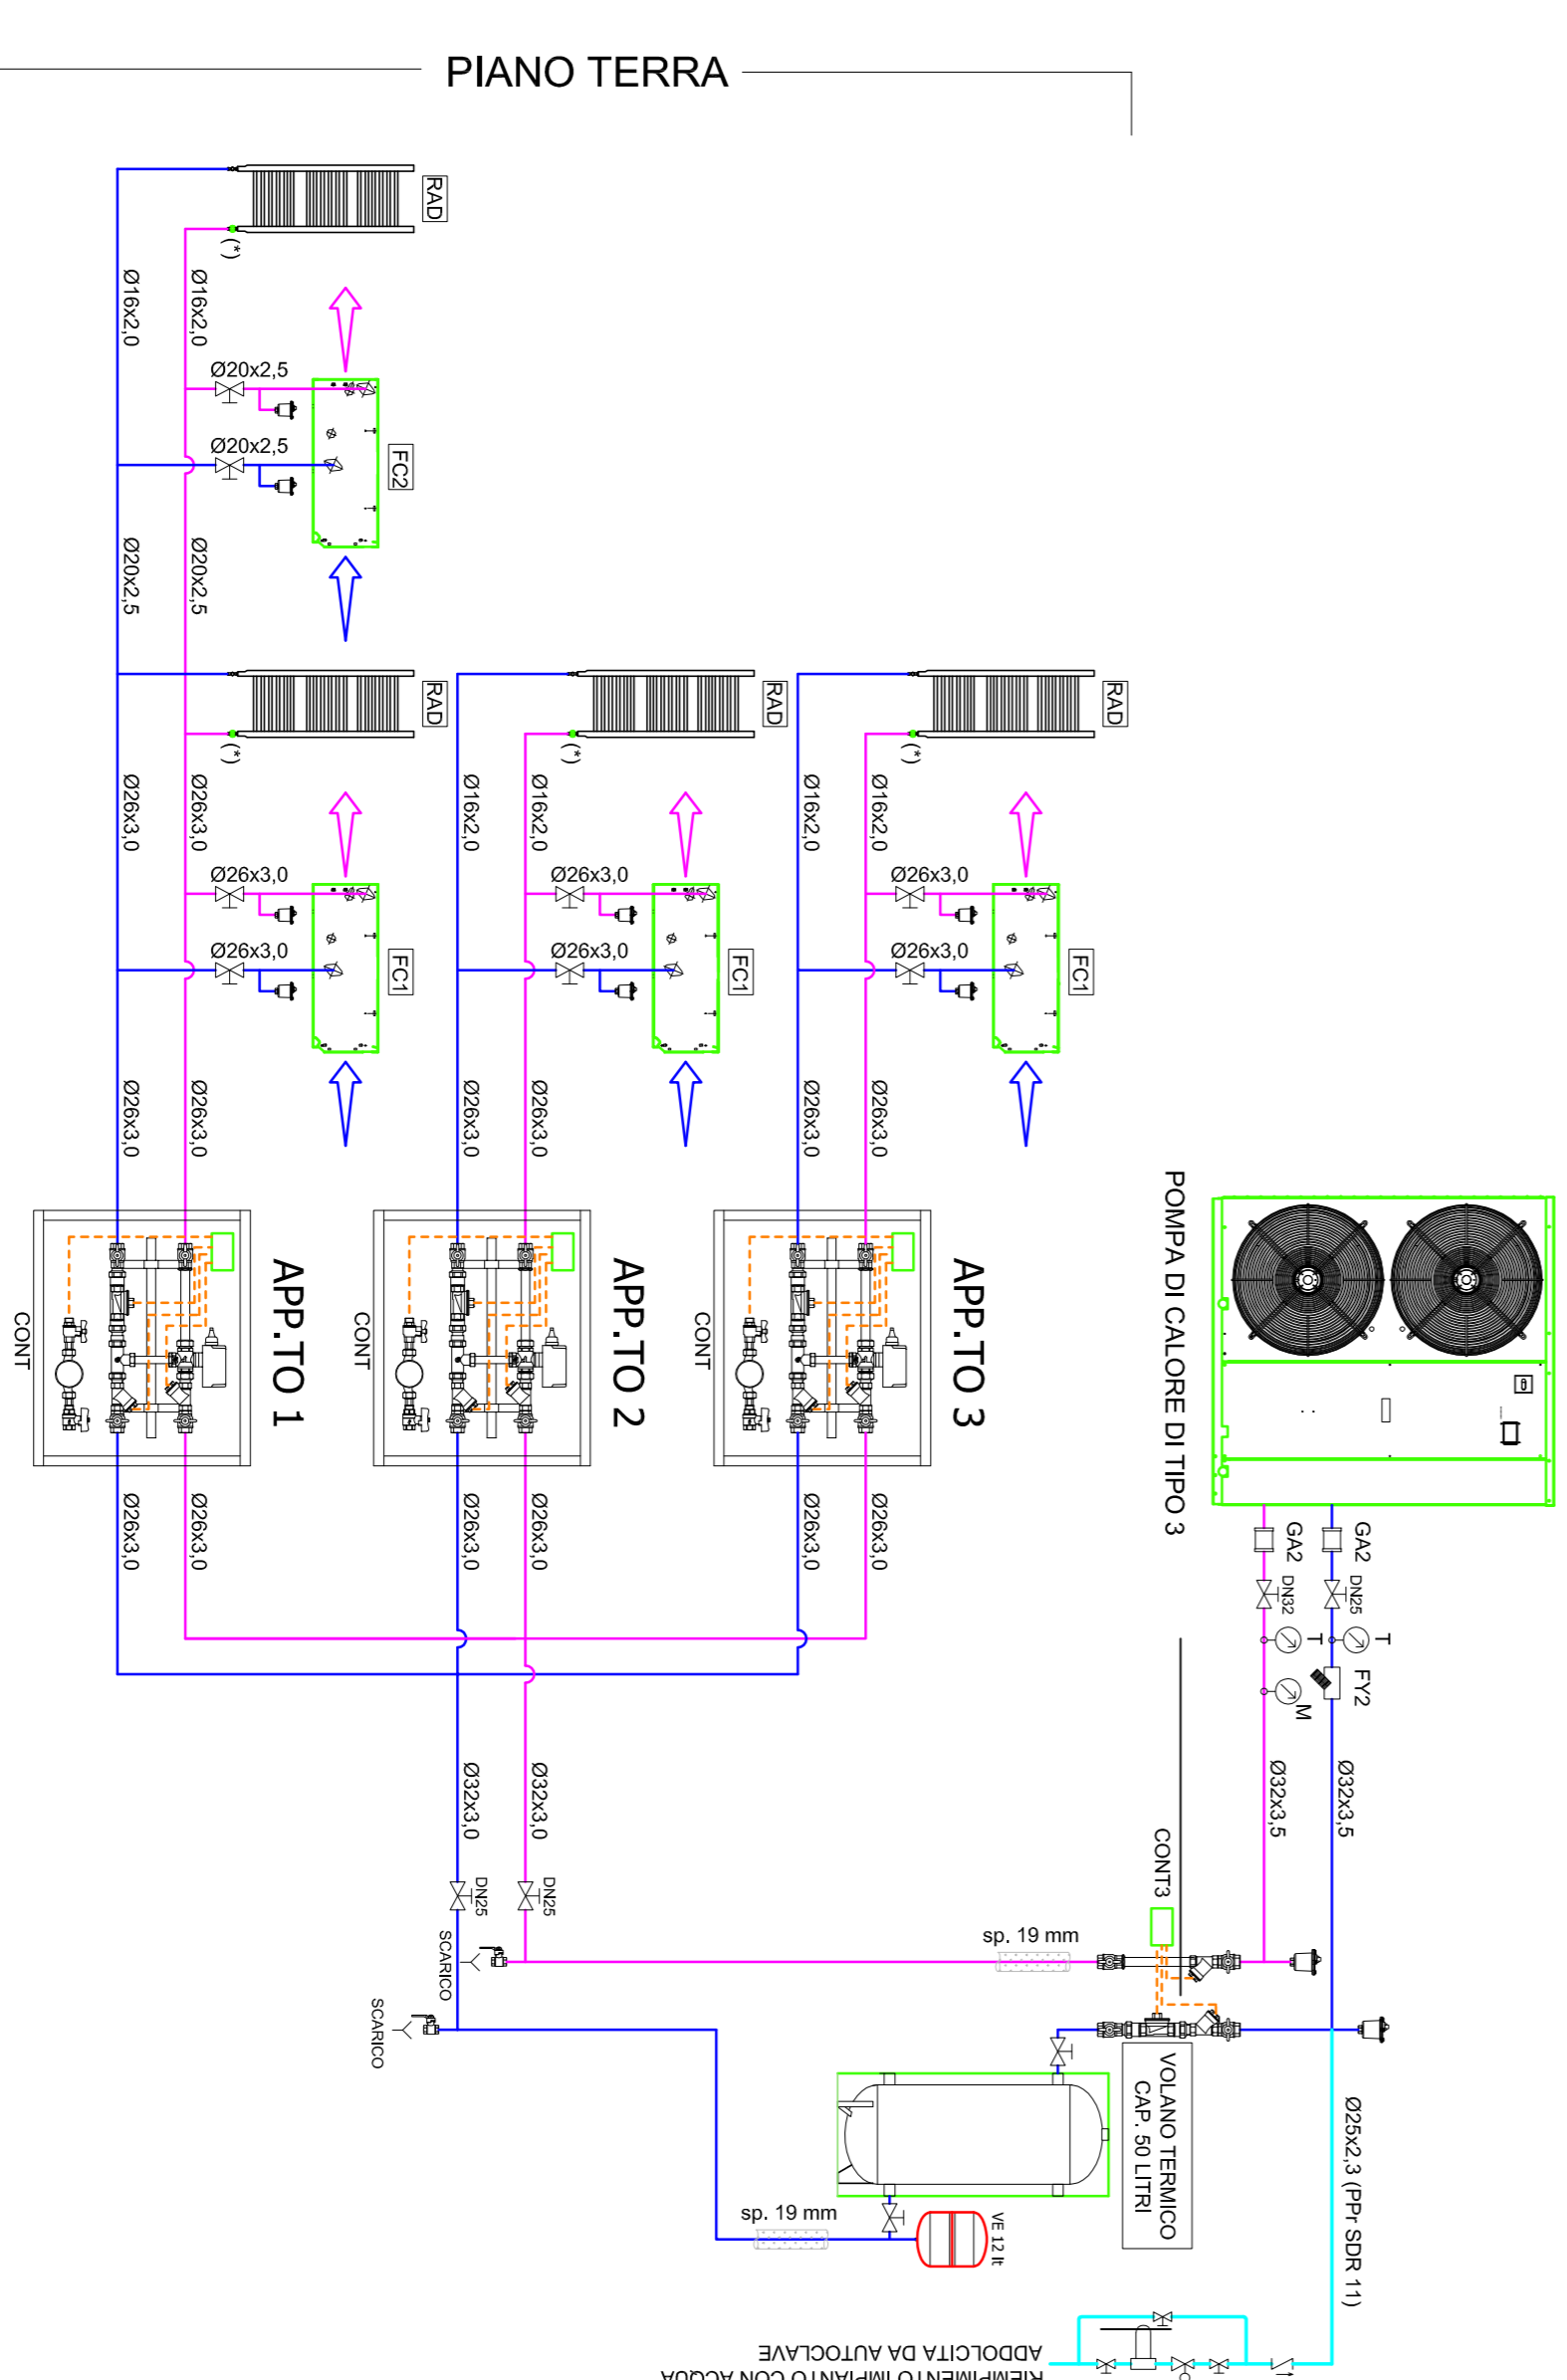 PIANO TERRA
RAD
(*)
Ø16x2,0
Ø16x2,0
Ø20x2,5
Ø20x2,5
FC2
Ø20x2,5
Ø20x2,5
RAD
(*)
Ø26x3,0
Ø26x3,0
Ø26x3,0
Ø26x3,0
FC1
Ø26x3,0
Ø26x3,0
APP.TO 1
CONT
Ø26x3,0
Ø26x3,0
RAD
(*)
Ø16x2,0
Ø16x2,0
Ø26x3,0
Ø26x3,0
FC1
Ø26x3,0
Ø26x3,0
APP.TO 2
CONT
Ø26x3,0
Ø26x3,0
RAD
(*)
Ø16x2,0
Ø16x2,0
Ø26x3,0
Ø26x3,0
FC1
Ø26x3,0
Ø26x3,0
APP.TO 3
CONT
Ø26x3,0
Ø26x3,0
POMPA DI CALORE DI TIPO 3
GA2
GA2
DN32
DN25
T
T
M
FY2
Ø32x3,5
Ø32x3,5
Ø32x3,0
Ø32x3,0
DN25
DN25
SCARICO
SCARICO
CONT3
sp. 19 mm
VOLANO TERMICO
CAP. 50 LITRI
sp. 19 mm
VE 12 lt
Ø25x2,3 (PPr SDR 11)
RIEMPIMENTO IMPIANTO CON ACQUA
ADDOLCITA DA AUTOCLAVE